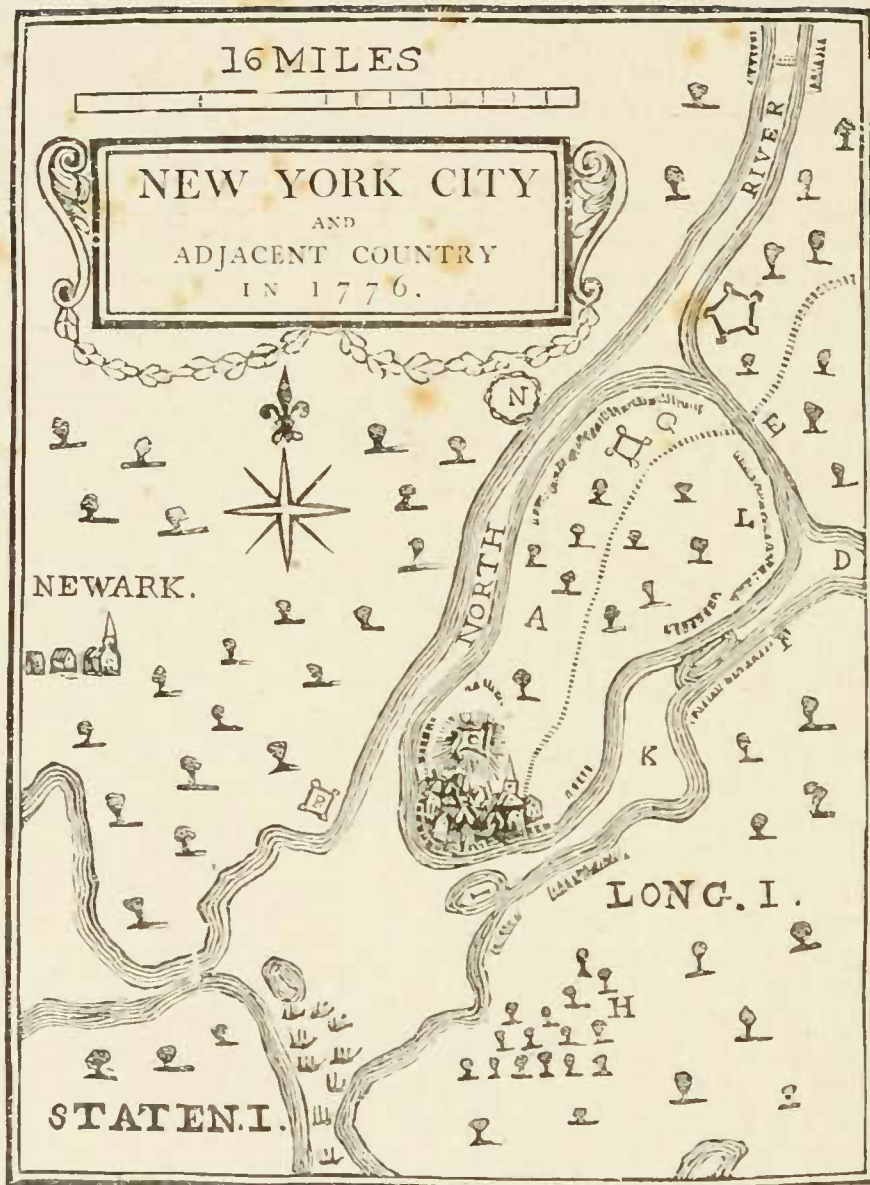 16 MILES
NEW YORK CITY
AND
ADJACENT COUNTRY
IN 1776.
RIVER
N
G
E
L
D
NORTH
NEWARK.
A
F
K
R
I
LONG. I.
H
STATEN. I.